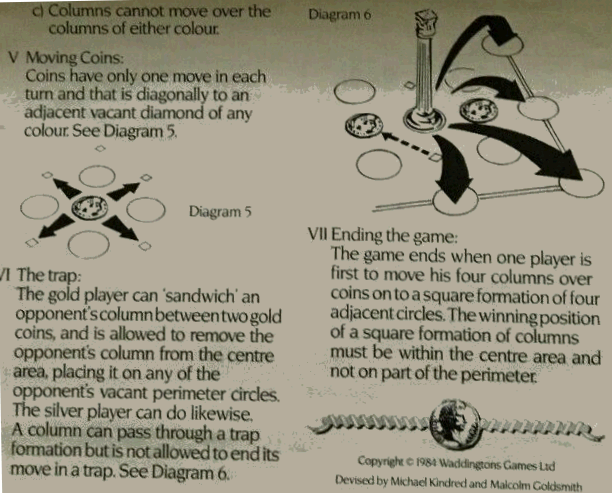 c) Columns cannot move over the
columns of either colour.
V Moving Coins:
Coins have only one move in each
turn and that is diagonally to an
adjacent vacant diamond of any
colour. See Diagram 5.
Diagram 5
VI The trap:
The gold player can 'sandwich' an
opponent's column between two gold
coins, and is allowed to remove the
opponent's column from the centre
area, placing it on any of the
opponent's vacant perimeter circles.
The silver player can do likewise.
A column can pass through a trap
formation but is not allowed to end its
move in a trap. See Diagram 6.
Diagram 6
VII Ending the game:
The game ends when one player is
first to move his four columns over
coins on to a square formation of four
adjacent circles. The winning position
of a square formation of columns
must be within the centre area and
not on part of the perimeter.
Copyright © 1984 Waddingtons Games Ltd
Devised by Michael Kindred and Malcolm Goldsmith